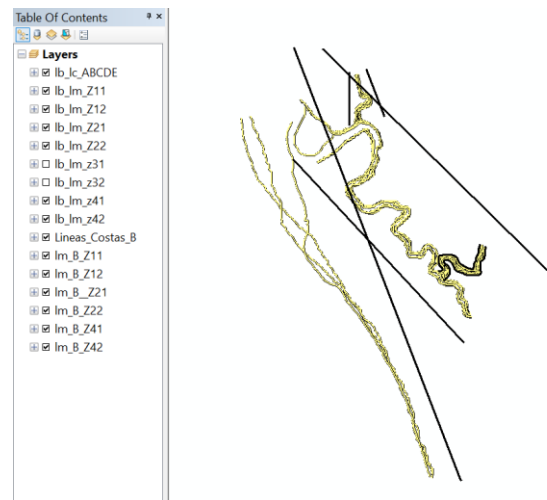 Table Of Contents
Layers
lb_lc_ABCDE
lb_lm_Z11
lb_lm_Z12
lb_lm_Z21
lb_lm_Z22
lb_lm_z31
lb_lm_z32
lb_lm_z41
lb_lm_z42
Lineas_Costas_B
lm_B_Z11
lm_B_Z12
lm_B__Z21
lm_B_Z22
lm_B_Z41
lm_B_Z42